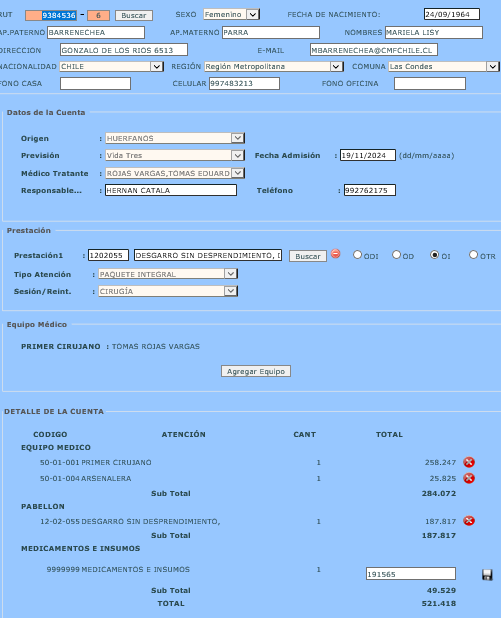 RUT 9384536 - 6 Buscar SEXO Femenino FECHA DE NACIMIENTO: 24/09/1964
AP.PATERNO BARRENECHEA AP.MATERNO PARRA NOMBRES MARIELA LISY
DIRECCIÓN GONZALO DE LOS RIOS 6513 E-MAIL MBARRENECHEA@CMFCHILE.CL
NACIONALIDAD CHILE REGIÓN Región Metropolitana COMUNA Las Condes
FONO CASA CELULAR 997483213 FONO OFICINA
Datos de la Cuenta
Origen : HUERFANOS
Previsión : Vida Tres Fecha Admisión : 19/11/2024 (dd/mm/aaaa)
Médico Tratante : ROJAS VARGAS,TOMAS EDUARD
Responsable... : HERNAN CATALA Teléfono : 992762175
Prestación
Prestación1 : 1202055 DESGARRO SIN DESPRENDIMIENTO, Buscar ODI OD OI OTR
Tipo Atención : PAQUETE INTEGRAL
Sesión/Reint. : CIRUGÍA
Equipo Médico
PRIMER CIRUJANO : TOMAS ROJAS VARGAS
Agregar Equipo
DETALLE DE LA CUENTA
CODIGO ATENCIÓN CANT TOTAL
EQUIPO MEDICO
50-01-001 PRIMER CIRUJANO 1 258.247
50-01-004 ARSENALERA 1 25.825
Sub Total 284.072
PABELLON
12-02-055 DESGARRO SIN DESPRENDIMIENTO, 1 187.817
Sub Total 187.817
MEDICAMENTOS E INSUMOS
9999999 MEDICAMENTOS E INSUMOS 1 191565
Sub Total 49.529
TOTAL 521.418